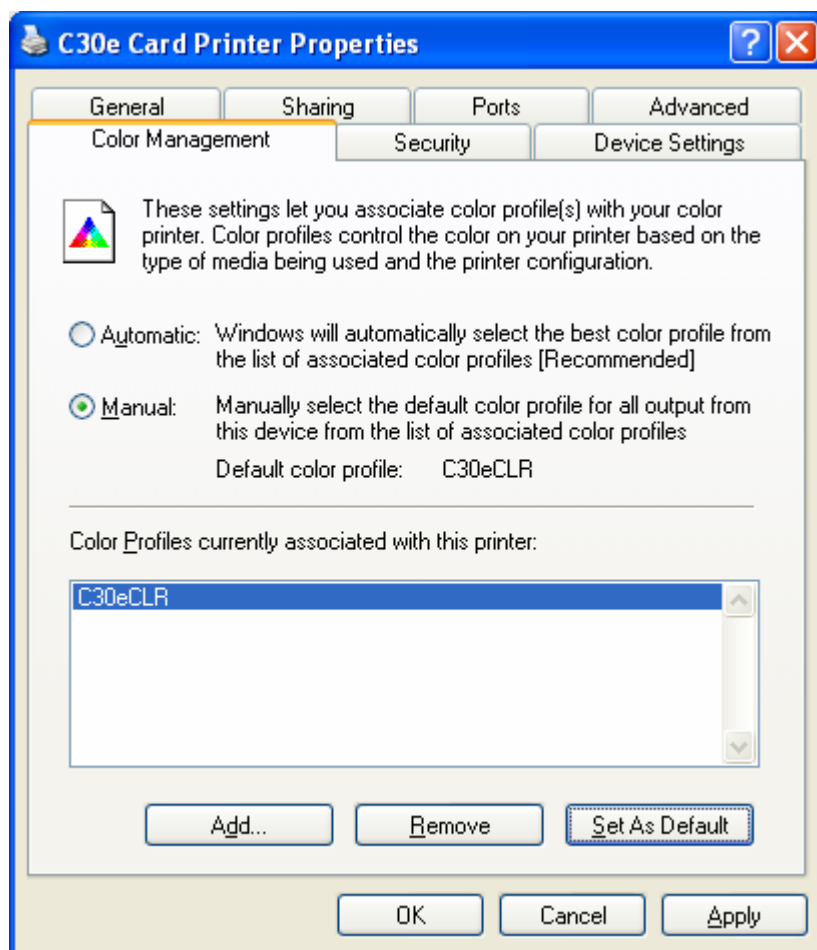 C30e Card Printer Properties
General Sharing Ports Advanced
Color Management Security Device Settings
These settings let you associate color profile(s) with your color
printer. Color profiles control the color on your printer based on the
type of media being used and the printer configuration.
Automatic: Windows will automatically select the best color profile from
the list of associated color profiles [Recommended]
Manual: Manually select the default color profile for all output from
this device from the list of associated color profiles
Default color profile: C30eCLR
Color Profiles currently associated with this printer:
C30eCLR
Add... Remove Set As Default
OK Cancel Apply